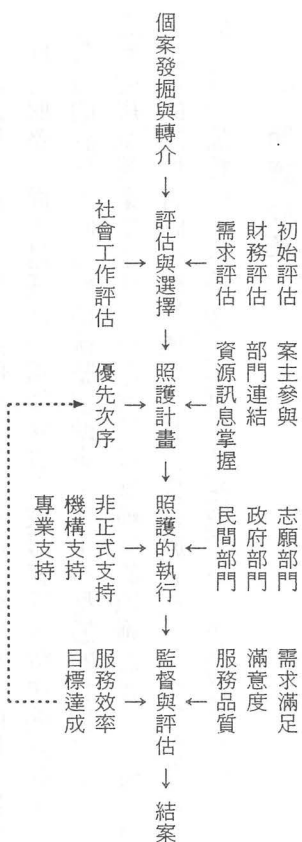 個案發掘與轉介
↓
初始評估
財務評估
需求評估
↓
評估與選擇
↑
社會工作評估
↓
案主參與
部門連結
資源訊息掌握
↓
照護計畫
↑
優先次序
↓
志願部門
政府部門
民間部門
↓
照護的執行
↑
非正式支持
機構支持
專業支持
↓
需求滿足
滿意度
服務品質
↓
監督與評估
↑
服務效率
目標達成
↓
結案